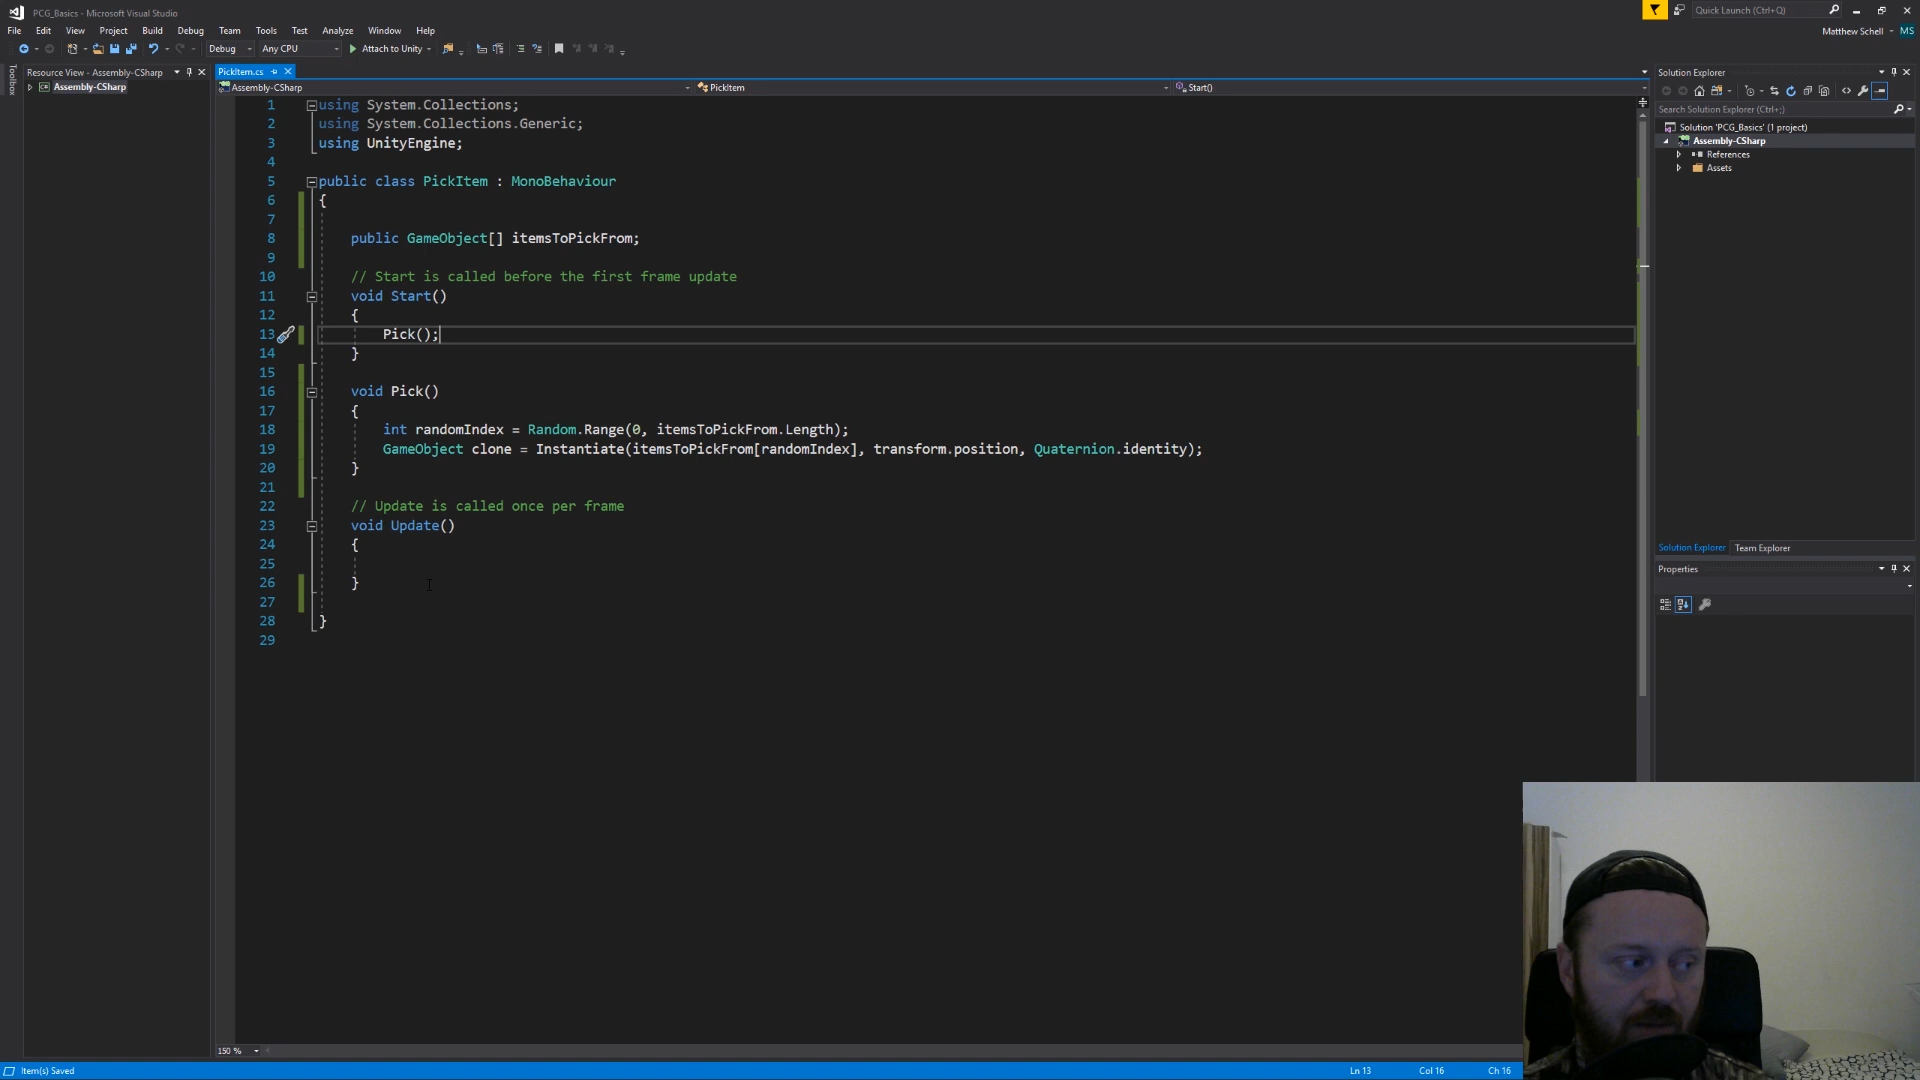 PCG_Basics - Microsoft Visual Studio
Quick Launch (Ctrl+Q)
File Edit View Project Build Debug Team Tools Test Analyze Window Help
Matthew Schell MS
Debug Any CPU Attach to Unity
Toolbox
Resource View - Assembly-CSharp
Assembly-CSharp
PickItem.cs
Assembly-CSharp PickItem Start()
1 using System.Collections;
2 using System.Collections.Generic;
3 using UnityEngine;
4
5 public class PickItem : MonoBehaviour
6 {
7
8 public GameObject[] itemsToPickFrom;
9
10 // Start is called before the first frame update
11 void Start()
12 {
13 Pick();
14 }
15
16 void Pick()
17 {
18 int randomIndex = Random.Range(0, itemsToPickFrom.Length);
19 GameObject clone = Instantiate(itemsToPickFrom[randomIndex], transform.position, Quaternion.identity);
20 }
21
22 // Update is called once per frame
23 void Update()
24 {
25
26 }
27
28 }
29
150 %
Solution Explorer
Search Solution Explorer (Ctrl+;)
Solution 'PCG_Basics' (1 project)
Assembly-CSharp
References
Assets
Solution Explorer Team Explorer
Properties
Item(s) Saved
Ln 13 Col 16 Ch 16